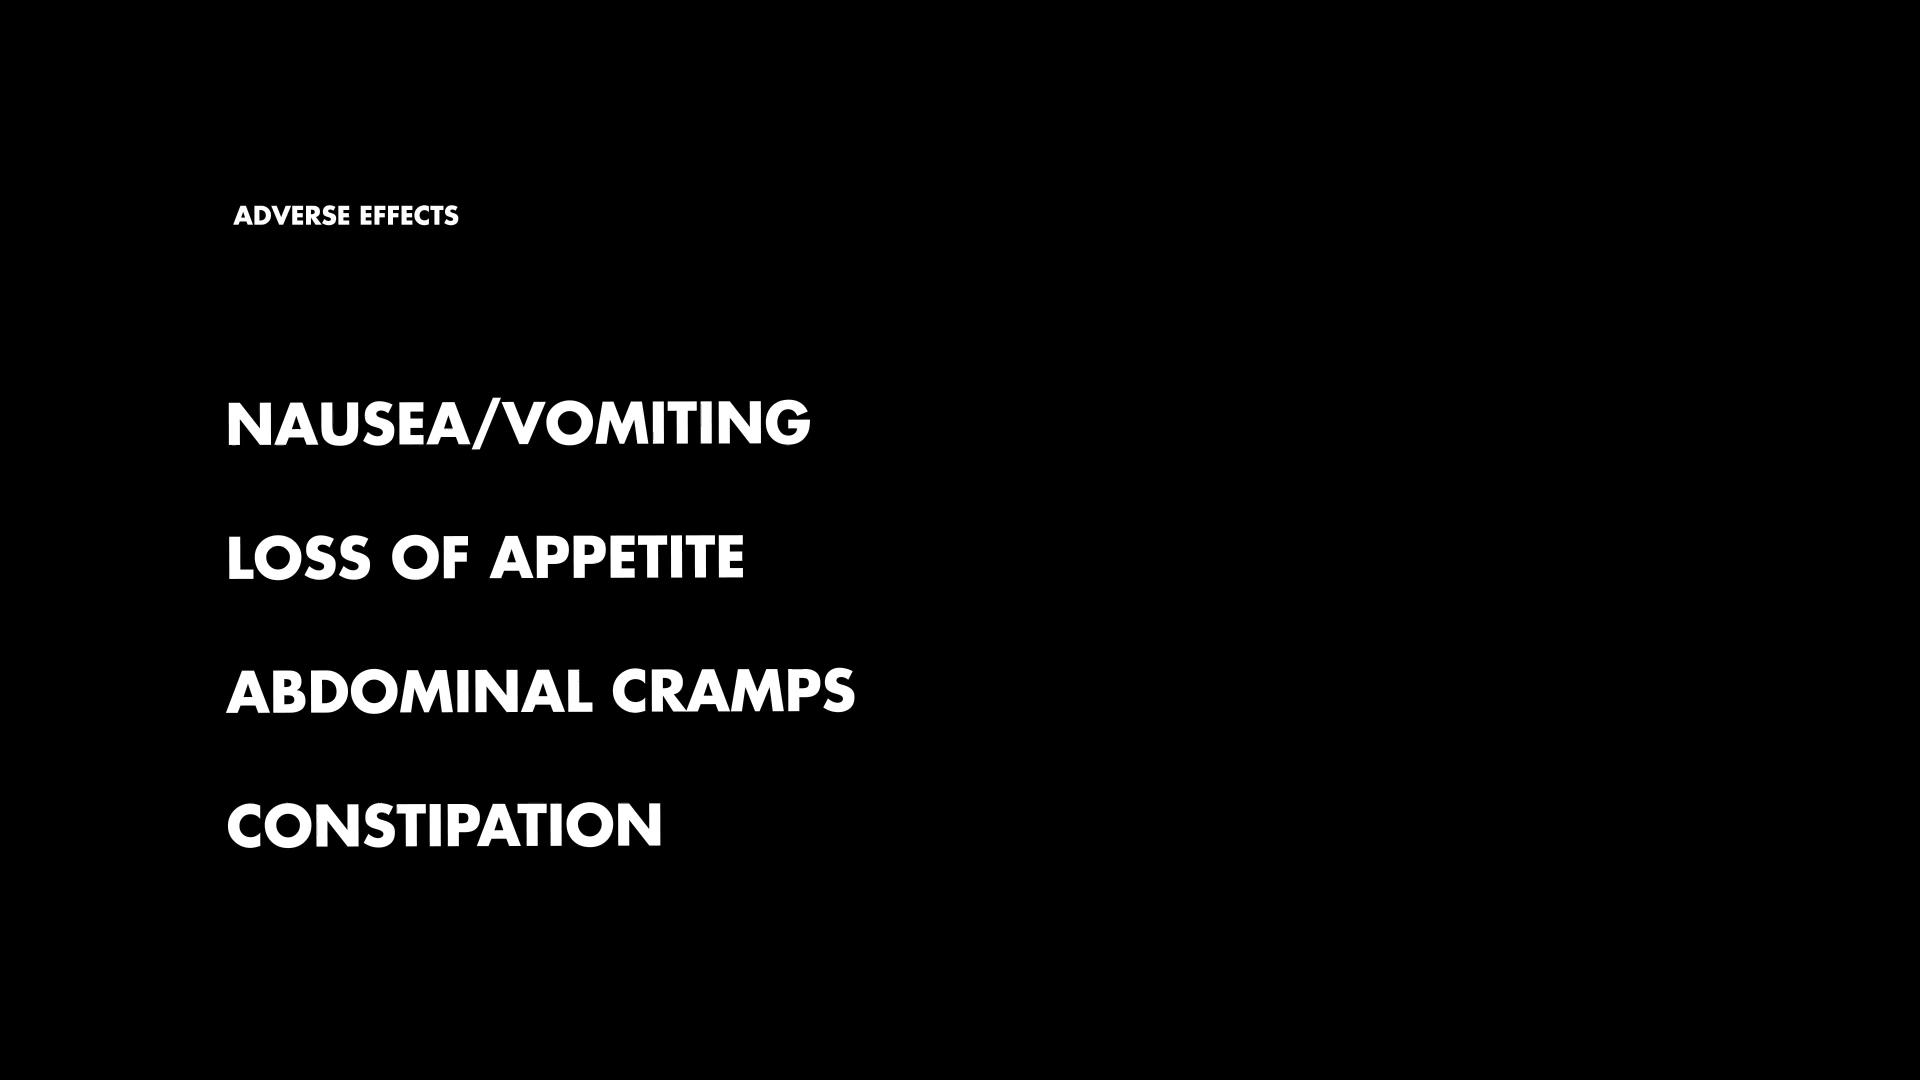 ADVERSE EFFECTS
NAUSEA/VOMITING
LOSS OF APPETITE
ABDOMINAL CRAMPS
CONSTIPATION